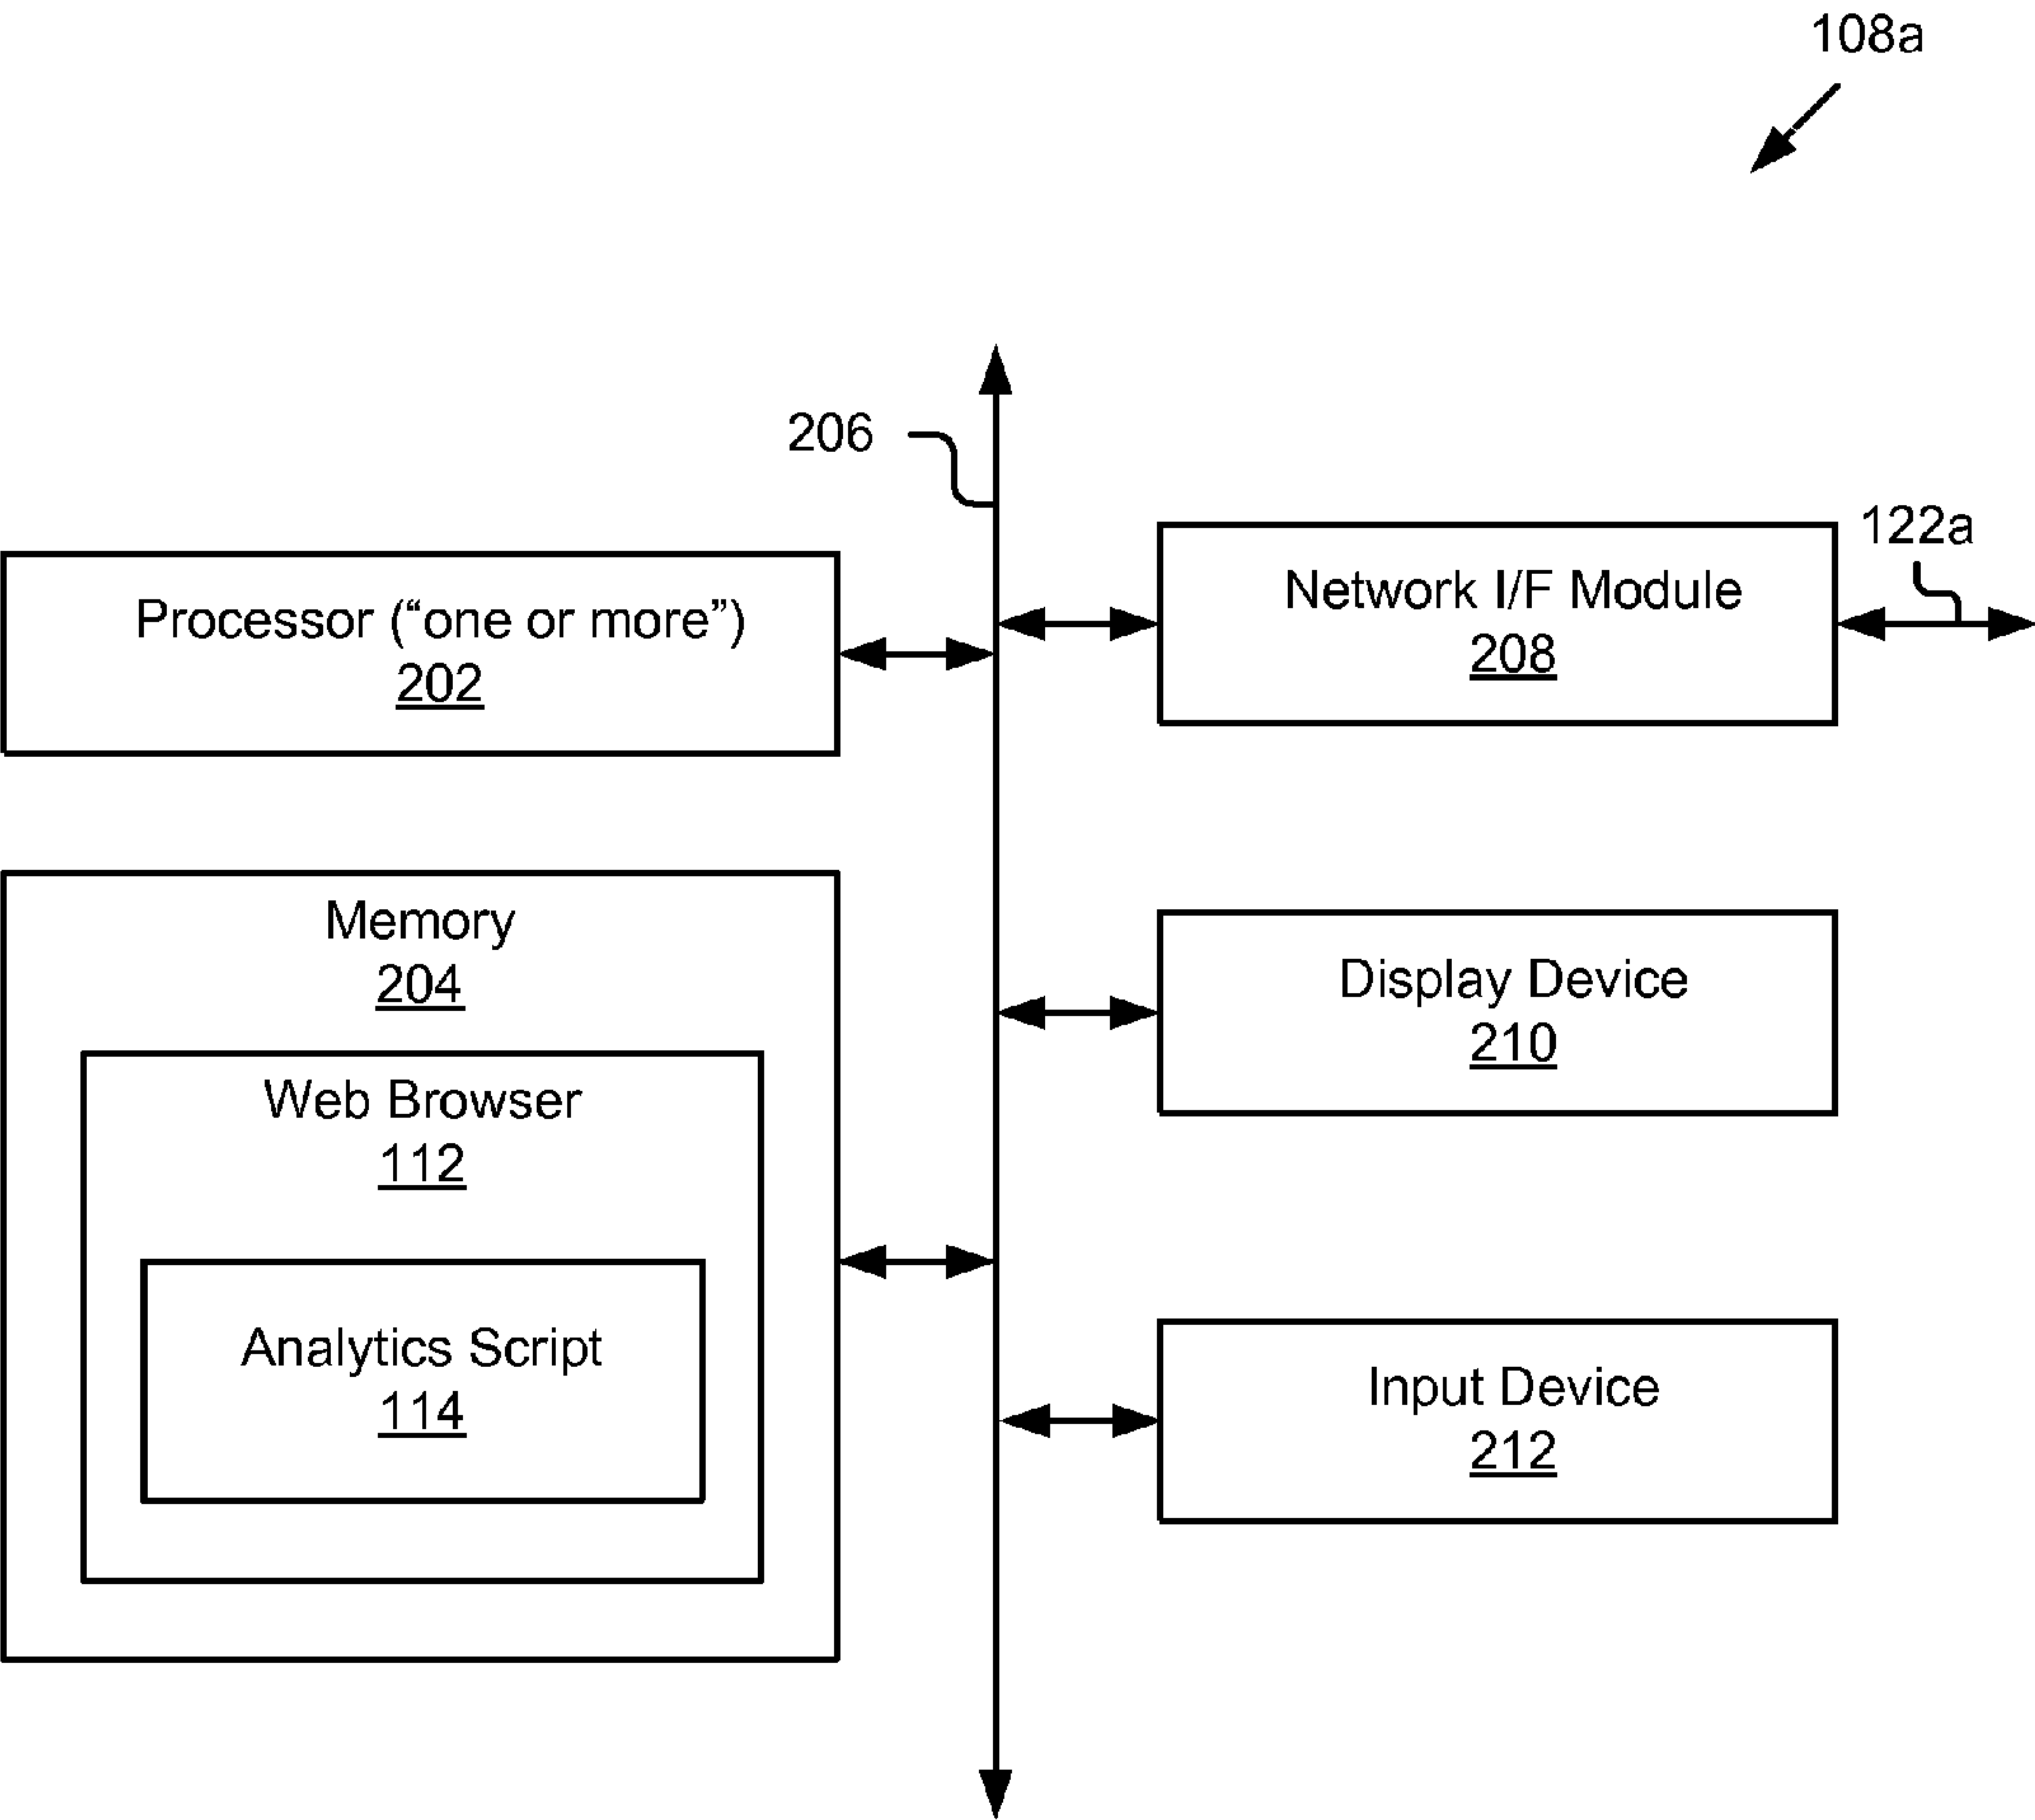 108a
206
122a
Processor (“one or more”)
202
Network I/F Module
208
Memory
204
Display Device
210
Web Browser
112
Analytics Script
114
Input Device
212